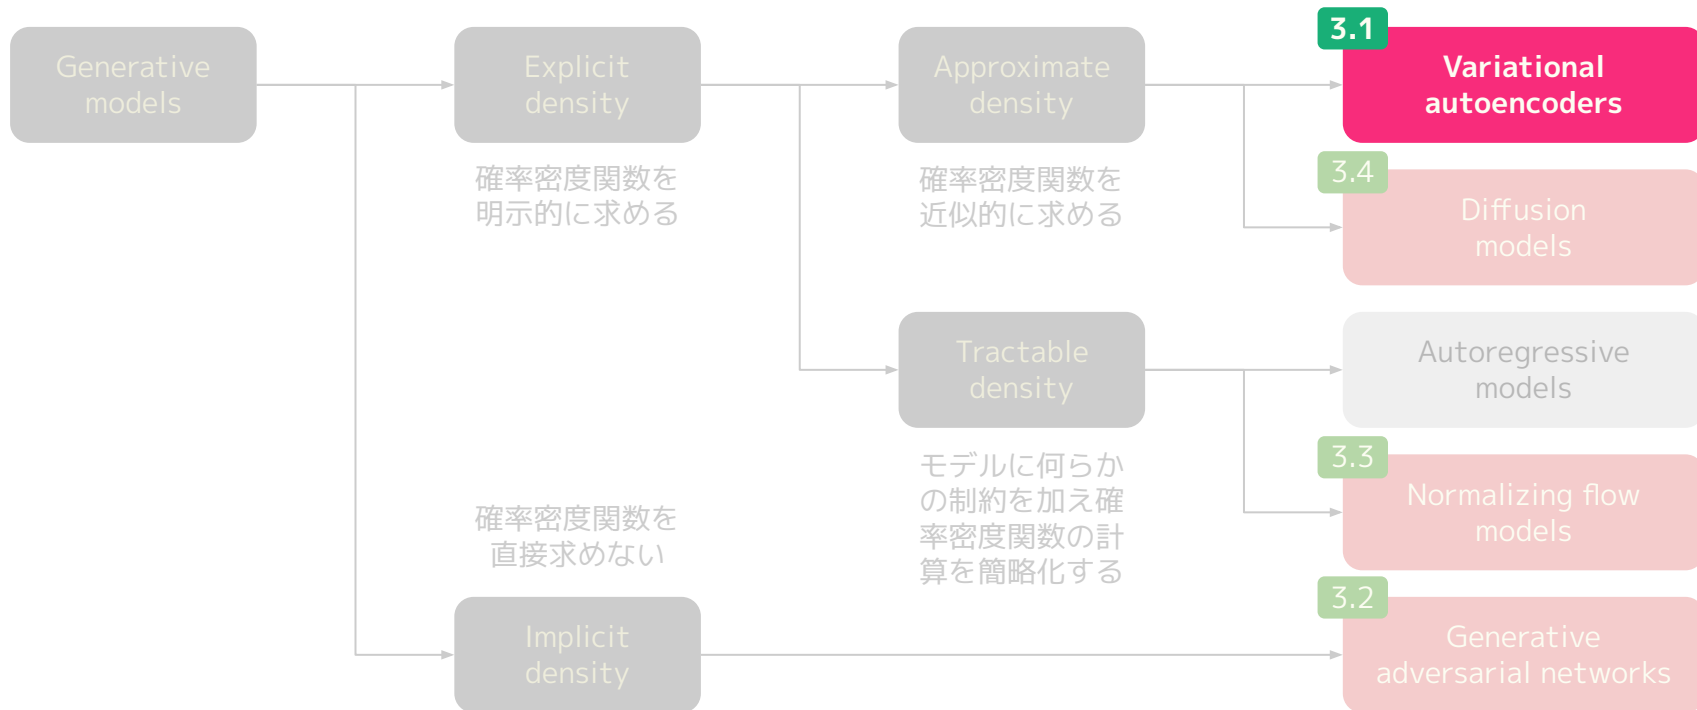 Generative
models
Explicit
density
確率密度関数を
明示的に求める
Approximate
density
確率密度関数を
近似的に求める
3.1
Variational
autoencoders
3.4
Diffusion
models
Tractable
density
モデルに何らか
の制約を加え確
率密度関数の計
算を簡略化する
Autoregressive
models
3.3
Normalizing flow
models
確率密度関数を
直接求めない
Implicit
density
3.2
Generative
adversarial networks